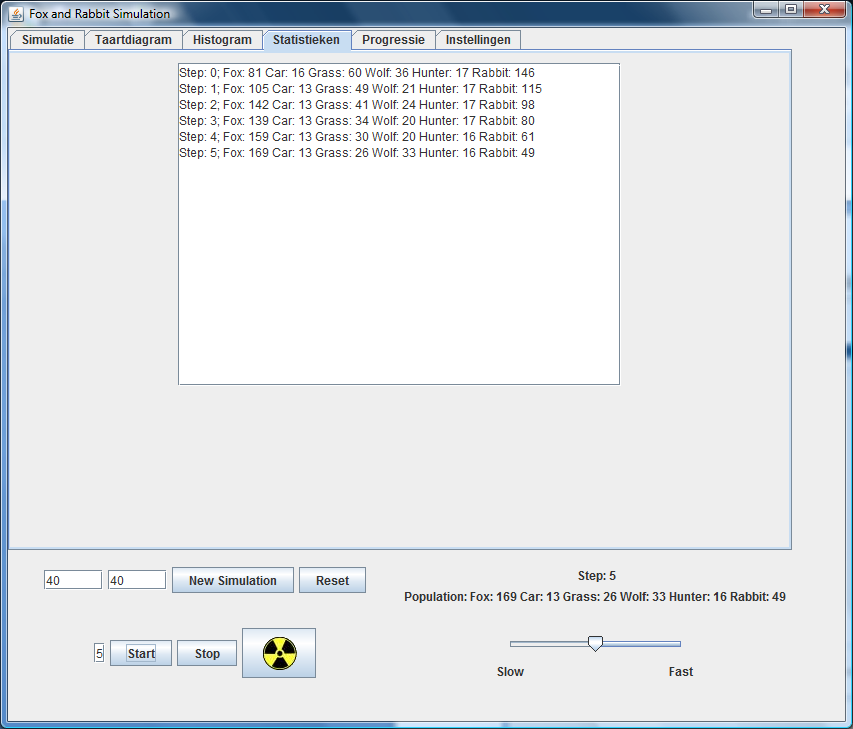 Fox and Rabbit Simulation
Simulatie Taartdiagram Histogram Statistieken Progressie Instellingen
Step: 0; Fox: 81 Car: 16 Grass: 60 Wolf: 36 Hunter: 17 Rabbit: 146
Step: 1; Fox: 105 Car: 13 Grass: 49 Wolf: 21 Hunter: 17 Rabbit: 115
Step: 2; Fox: 142 Car: 13 Grass: 41 Wolf: 24 Hunter: 17 Rabbit: 98
Step: 3; Fox: 139 Car: 13 Grass: 34 Wolf: 20 Hunter: 17 Rabbit: 80
Step: 4; Fox: 159 Car: 13 Grass: 30 Wolf: 20 Hunter: 16 Rabbit: 61
Step: 5; Fox: 169 Car: 13 Grass: 26 Wolf: 33 Hunter: 16 Rabbit: 49
40 40 New Simulation Reset
Step: 5
Population: Fox: 169 Car: 13 Grass: 26 Wolf: 33 Hunter: 16 Rabbit: 49
5 Start Stop
Slow Fast